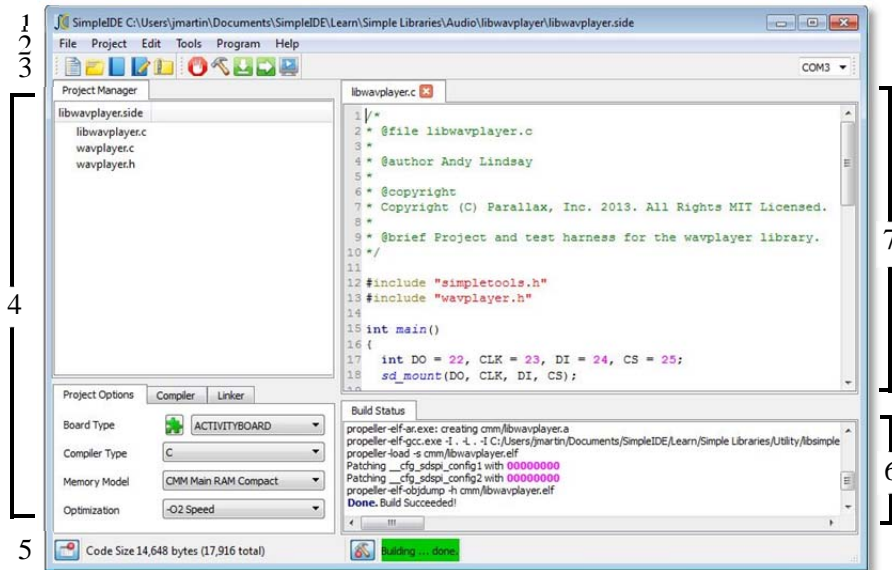 1
SimpleIDE C:\Users\jmartin\Documents\SimpleIDE\Learn\Simple Libraries\Audio\libwavplayer\libwavplayer.side
2
File Project Edit Tools Program Help
3
COM3
4
Project Manager
libwavplayer.side
libwavplayer.c
wavplayer.c
wavplayer.h
Project Options Compiler Linker
Board Type ACTIVITYBOARD
Compiler Type C
Memory Model CMM Main RAM Compact
Optimization -O2 Speed
libwavplayer.c
1 /*
2 * @file libwavplayer.c
3 *
4 * @author Andy Lindsay
5 *
6 * @copyright
7 * Copyright (C) Parallax, Inc. 2013. All Rights MIT Licensed.
8 *
9 * @brief Project and test harness for the wavplayer library.
10 */
11
12 #include "simpletools.h"
13 #include "wavplayer.h"
14
15 int main()
16 {
17 int DO = 22, CLK = 23, DI = 24, CS = 25;
18 sd_mount(DO, CLK, DI, CS);
7
Build Status
propeller-elf-ar.exe: creating cmm/libwavplayer.a
propeller-elf-gcc.exe -I . -L . -I C:/Users/jmartin/Documents/SimpleIDE/Learn/Simple Libraries/Utility/libsimple
propeller-load -s cmm/libwavplayer.elf
Patching __cfg_sdspi_config1 with 00000000
Patching __cfg_sdspi_config2 with 00000000
propeller-elf-objdump -h cmm/libwavplayer.elf
Done. Build Succeeded!
6
5
Code Size 14,648 bytes (17,916 total)
Building ... done.